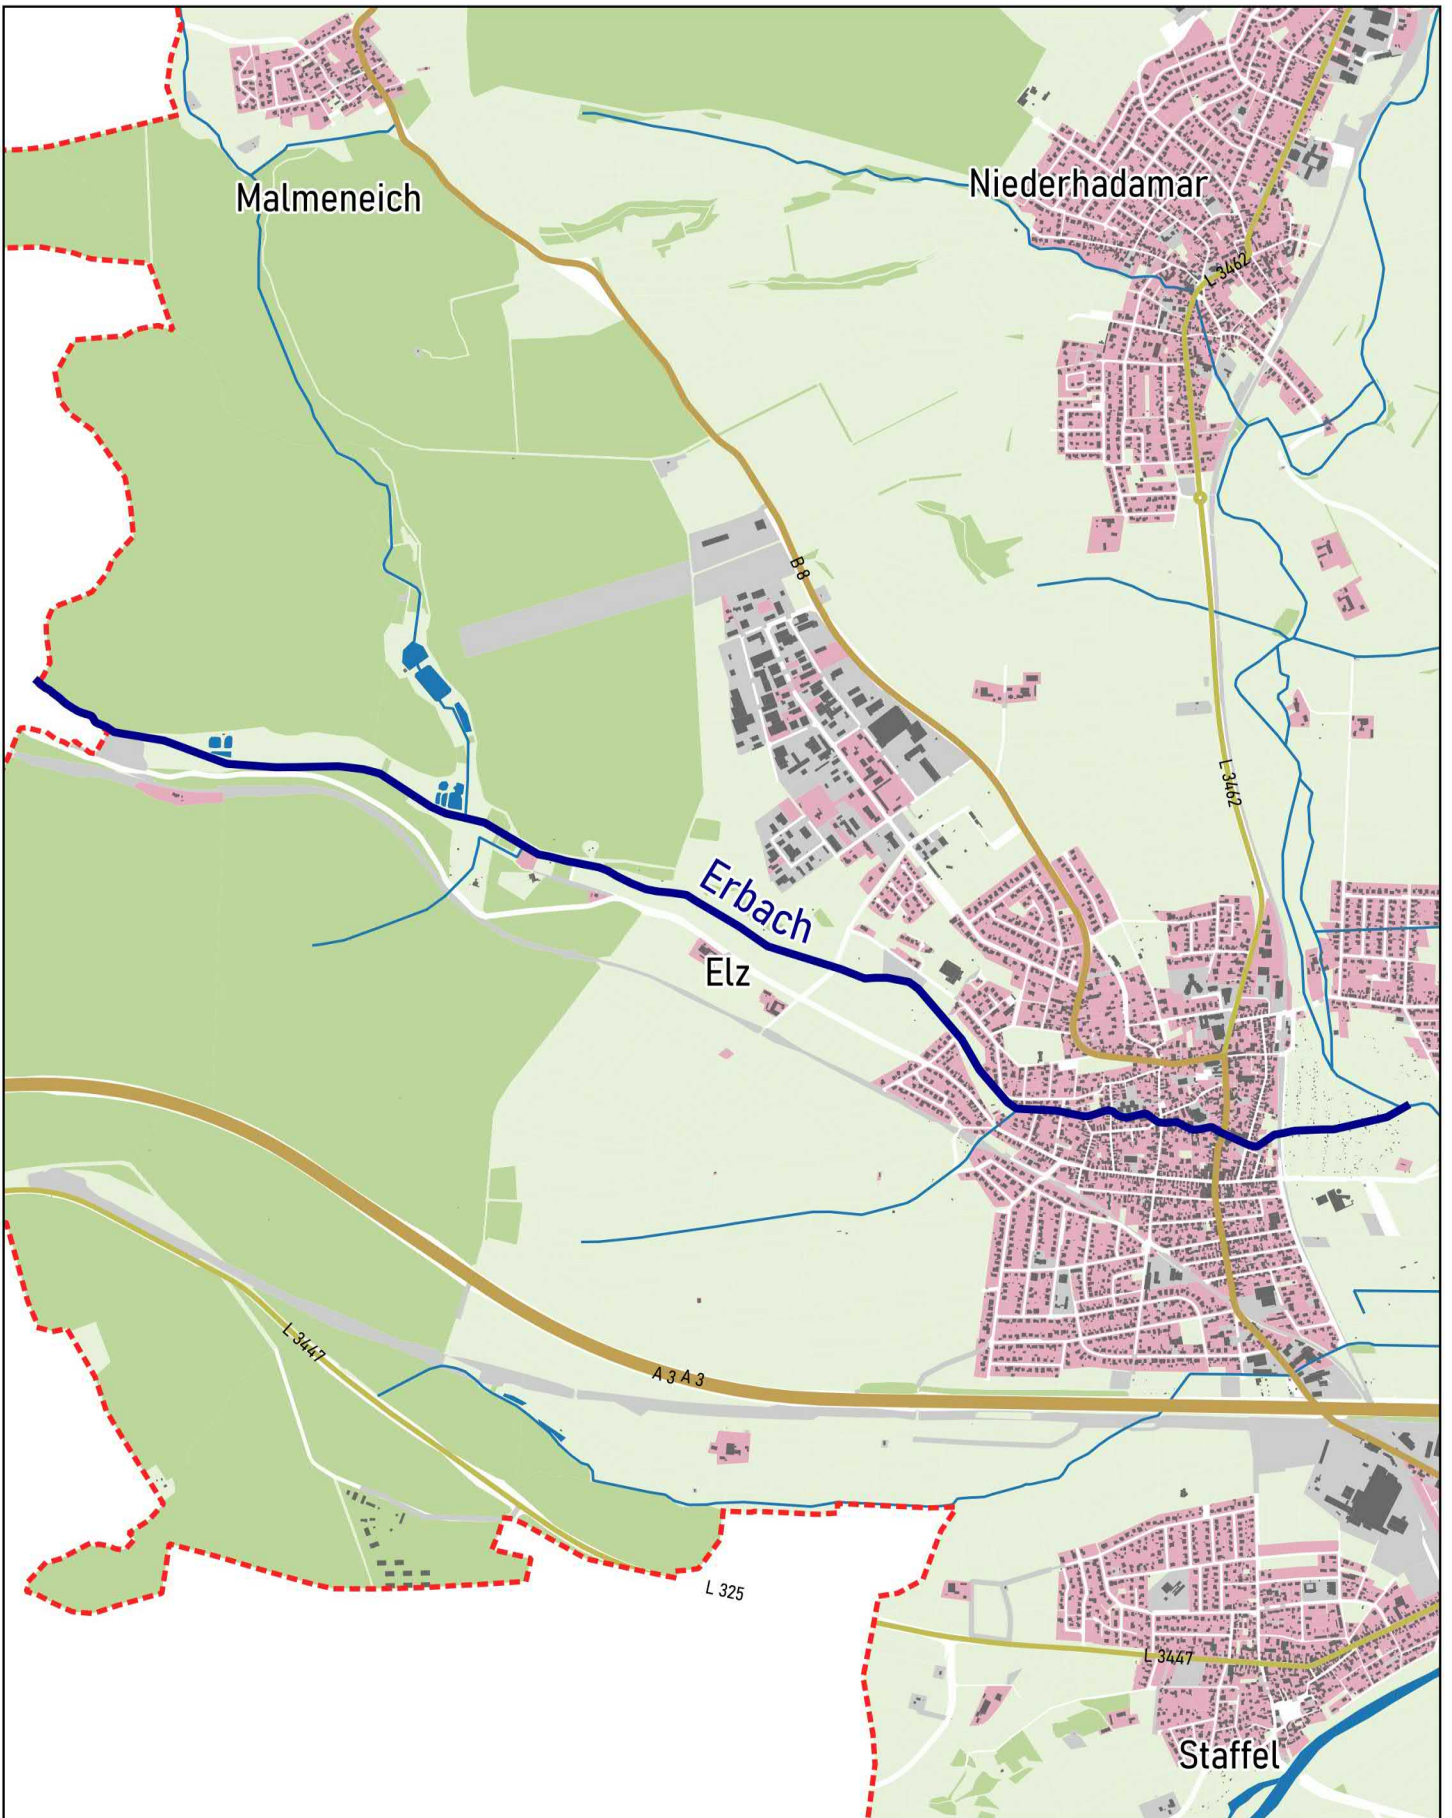 Malmeneich
Niederhadamar
L 3462
B 8
L 3462
Erbach
Elz
L 3447
A 3 A 3
L 325
L 3447
Staffel